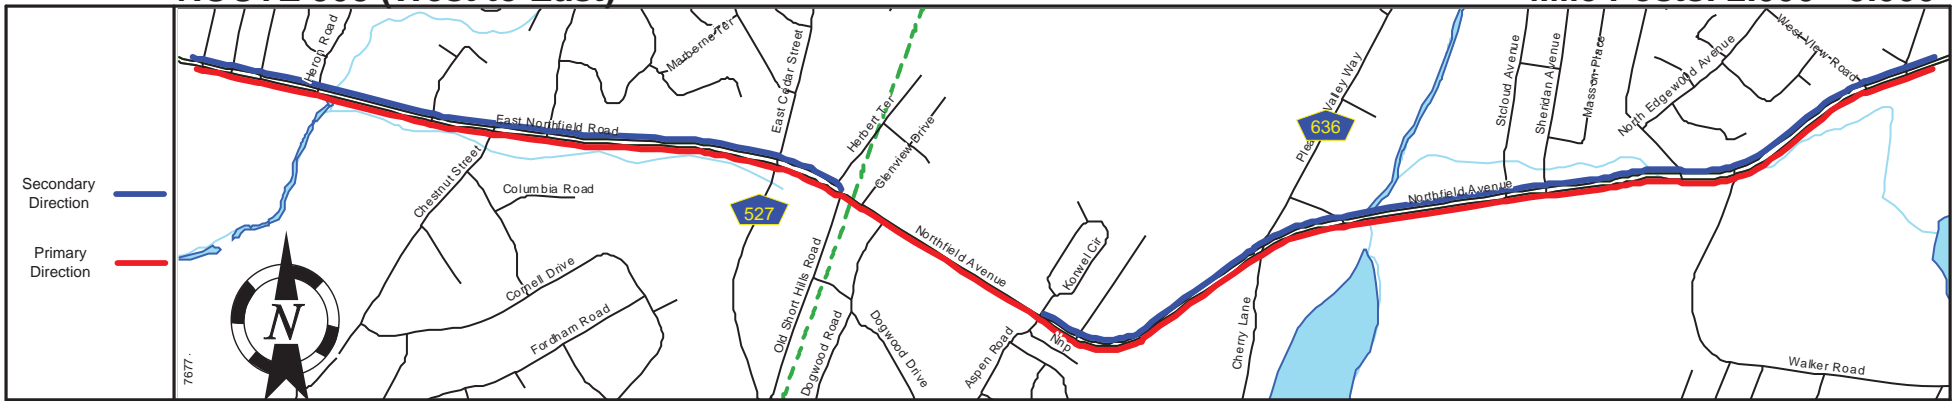 Secondary
Direction
Primary
Direction
Heron Road
Marberne Ter
East Cedar Street
East Northfield Road
Chestnut Street
Columbia Road
Cornell Drive
Fordham Road
527
Herbert Ter
Glenview Drive
Old Short Hills Road
Dogwood Road
Dogwood Drive
Northfield Avenue
Aspen Road
Nnp
Korwel Cir
636
Cherry Lane
Northfield Avenue
Stcloud Avenue
Sheridan Avenue
Masson Place
North Edgewood Avenue
West View Road
Walker Road
N
7677